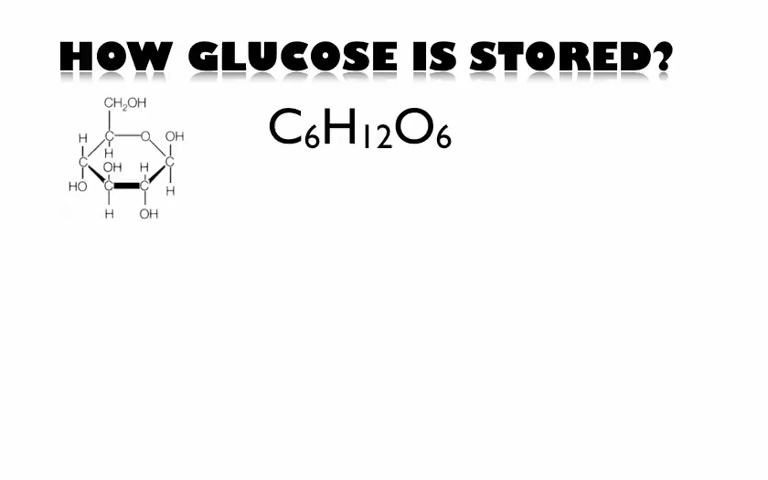 HOW GLUCOSE IS STORED?
C₆H₁₂O₆
CH₂OH
H C O OH
H
C OH H C
HO C C H
H OH